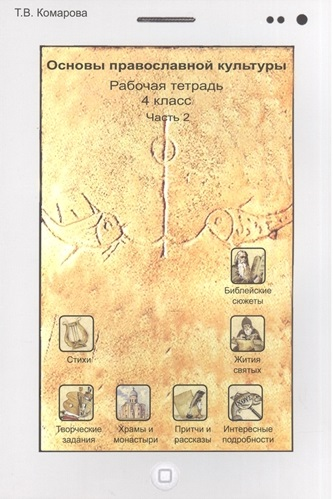 Т.В. Комарова
Основы православной культуры
Рабочая тетрадь
4 класс
Часть 2
Библейские
сюжеты
Стихи
Жития
святых
Творческие
задания
Храмы и
монастыри
Притчи и
рассказы
Интересные
подробности